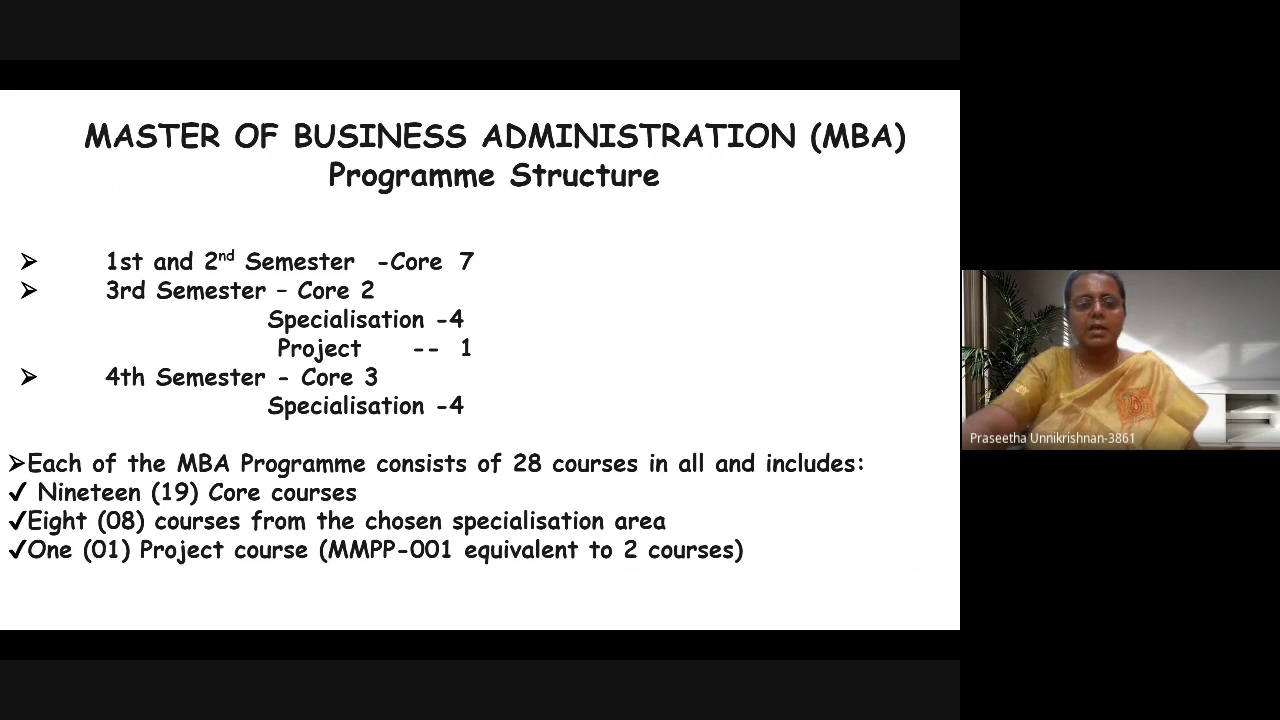 MASTER OF BUSINESS ADMINISTRATION (MBA)
Programme Structure
➢ 1st and 2nd Semester -Core 7
➢ 3rd Semester – Core 2
Specialisation -4
Project -- 1
➢ 4th Semester - Core 3
Specialisation -4
➢Each of the MBA Programme consists of 28 courses in all and includes:
✓ Nineteen (19) Core courses
✓Eight (08) courses from the chosen specialisation area
✓One (01) Project course (MMPP-001 equivalent to 2 courses)
Praseetha Unnikrishnan-3861